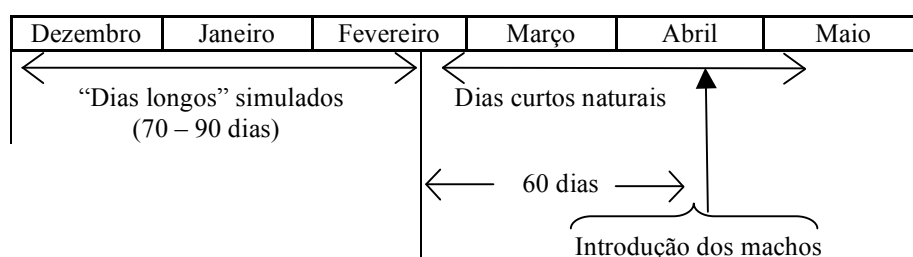 Dezembro Janeiro Fevereiro Março Abril Maio
“Dias longos” simulados Dias curtos naturais
(70 – 90 dias)
60 dias
Introdução dos machos